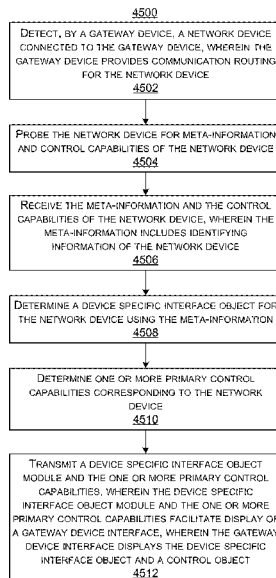 4500
DETECT, BY A GATEWAY DEVICE, A NETWORK DEVICE
CONNECTED TO THE GATEWAY DEVICE, WHEREIN THE
GATEWAY DEVICE PROVIDES COMMUNICATION ROUTING
FOR THE NETWORK DEVICE
4502
PROBE THE NETWORK DEVICE FOR META-INFORMATION
AND CONTROL CAPABILITIES OF THE NETWORK DEVICE
4504
RECEIVE THE META-INFORMATION AND THE CONTROL
CAPABILITIES OF THE NETWORK DEVICE, WHEREIN THE
META-INFORMATION INCLUDES IDENTIFYING
INFORMATION OF THE NETWORK DEVICE
4506
DETERMINE A DEVICE SPECIFIC INTERFACE OBJECT FOR
THE NETWORK DEVICE USING THE META-INFORMATION
4508
DETERMINE ONE OR MORE PRIMARY CONTROL
CAPABILITIES CORRESPONDING TO THE NETWORK
DEVICE
4510
TRANSMIT A DEVICE SPECIFIC INTERFACE OBJECT
MODULE AND THE ONE OR MORE PRIMARY CONTROL
CAPABILITIES, WHEREIN THE DEVICE SPECIFIC
INTERFACE OBJECT MODULE AND THE ONE OR MORE
PRIMARY CONTROL CAPABILITIES FACILITATE DISPLAY OF
A GATEWAY DEVICE INTERFACE, WHEREIN THE GATEWAY
DEVICE INTERFACE DISPLAYS THE DEVICE SPECIFIC
INTERFACE OBJECT AND A CONTROL OBJECT
4512